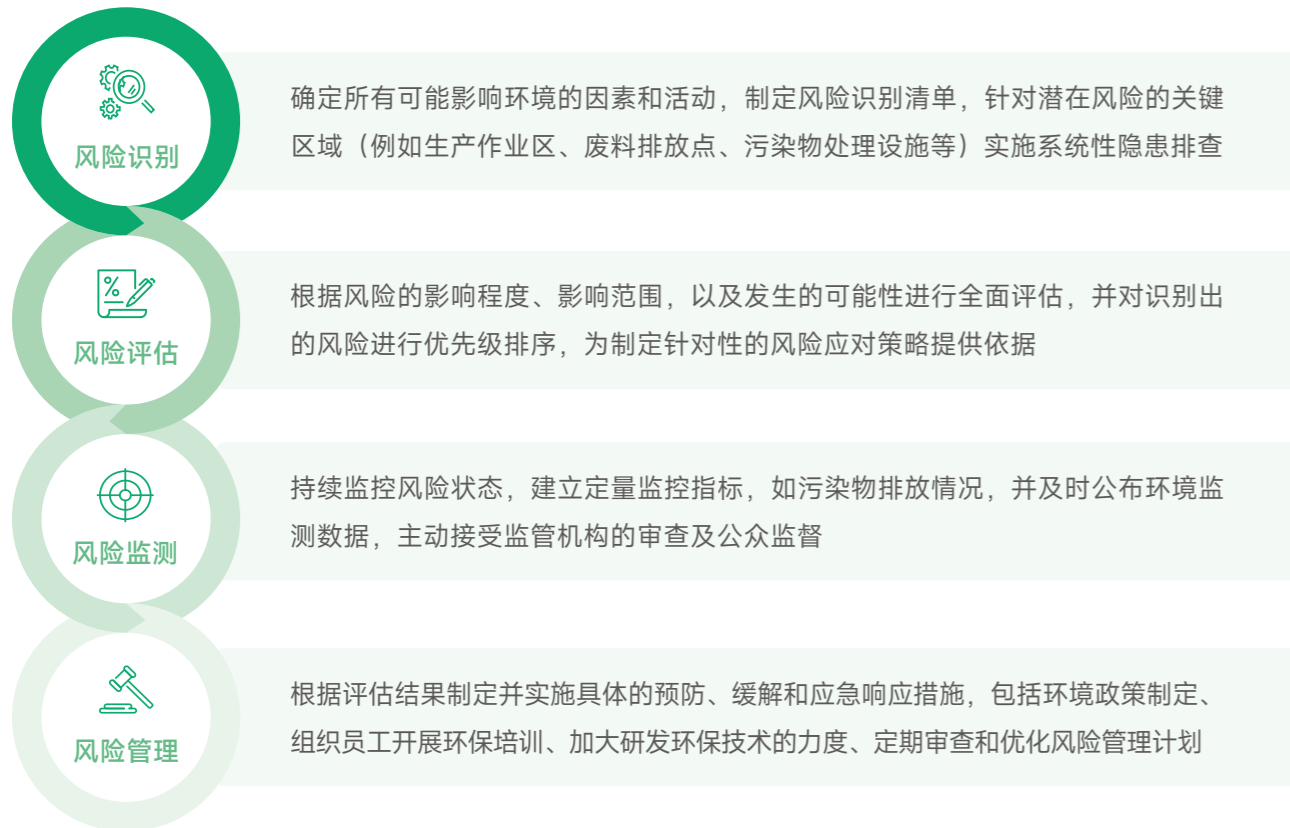 风险识别
确定所有可能影响环境的因素和活动，制定风险识别清单，针对潜在风险的关键
区域（例如生产作业区、废料排放点、污染物处理设施等）实施系统性隐患排查
%
风险评估
根据风险的影响程度、影响范围，以及发生的可能性进行全面评估，并对识别出
的风险进行优先级排序，为制定针对性的风险应对策略提供依据
风险监测
持续监控风险状态，建立定量监控指标，如污染物排放情况，并及时公布环境监
测数据，主动接受监管机构的审查及公众监督
风险管理
根据评估结果制定并实施具体的预防、缓解和应急响应措施，包括环境政策制定、
组织员工开展环保培训、加大研发环保技术的力度、定期审查和优化风险管理计划